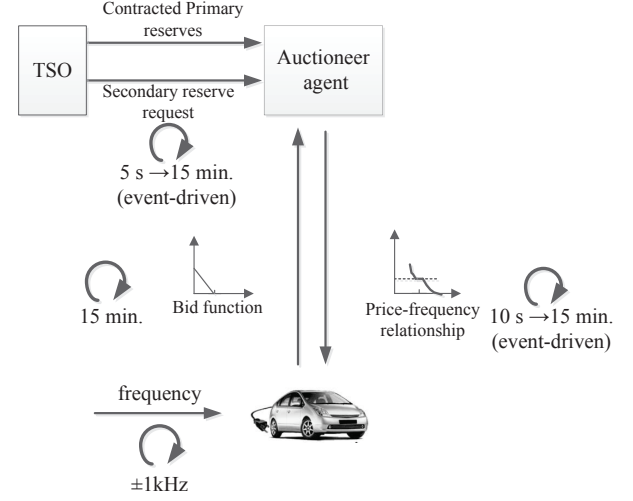 Contracted Primary
reserves
TSO
Auctioneer
agent
Secondary reserve
request
5 s →15 min.
(event-driven)
15 min.
Bid function
Price-frequency
relationship
10 s →15 min.
(event-driven)
frequency
±1kHz